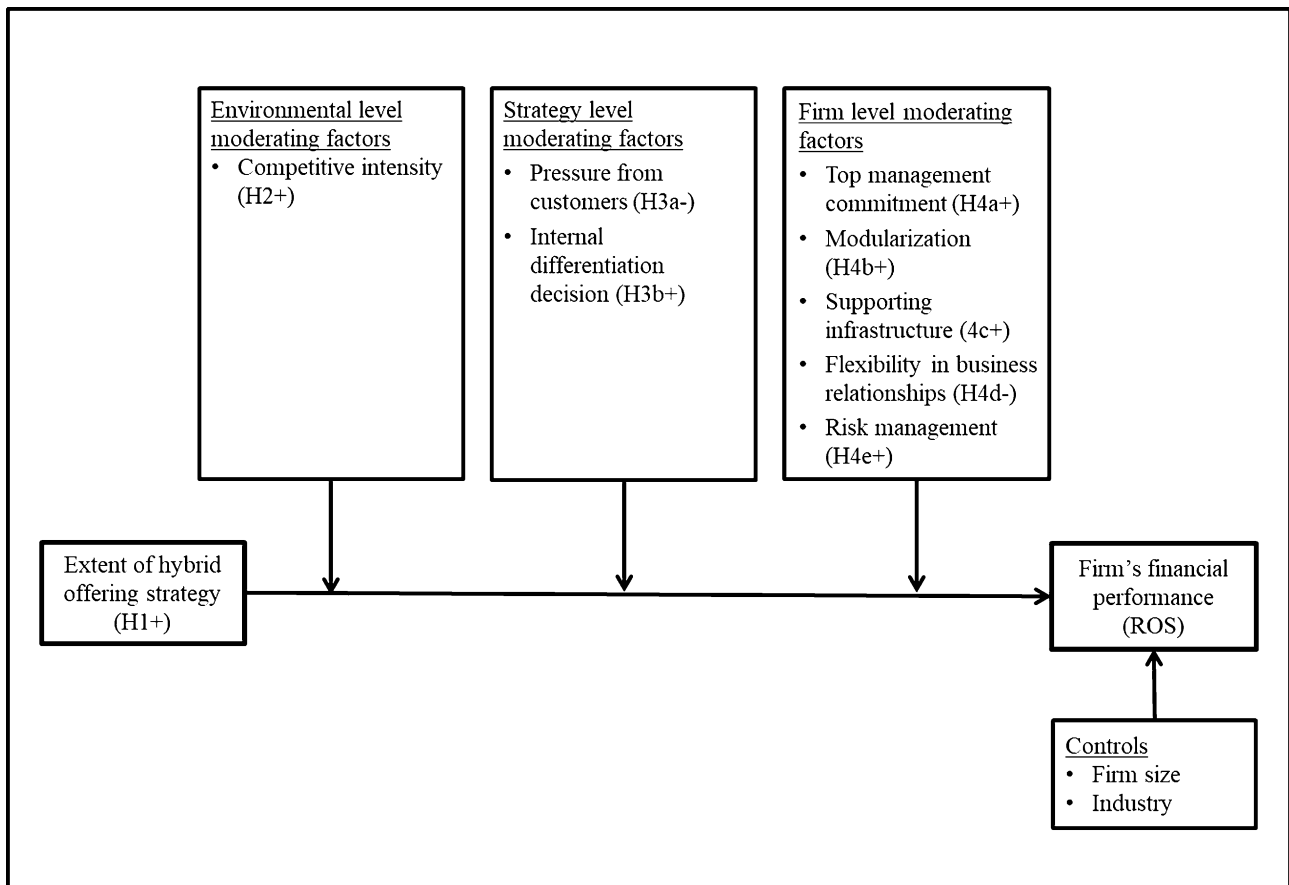 Environmental level
moderating factors
• Competitive intensity
(H2+)
Strategy level
moderating factors
• Pressure from
customers (H3a-)
• Internal
differentiation
decision (H3b+)
Firm level moderating
factors
• Top management
commitment (H4a+)
• Modularization
(H4b+)
• Supporting
infrastructure (4c+)
• Flexibility in business
relationships (H4d-)
• Risk management
(H4e+)
Extent of hybrid
offering strategy
(H1+)
Firm's financial
performance
(ROS)
Controls
• Firm size
• Industry